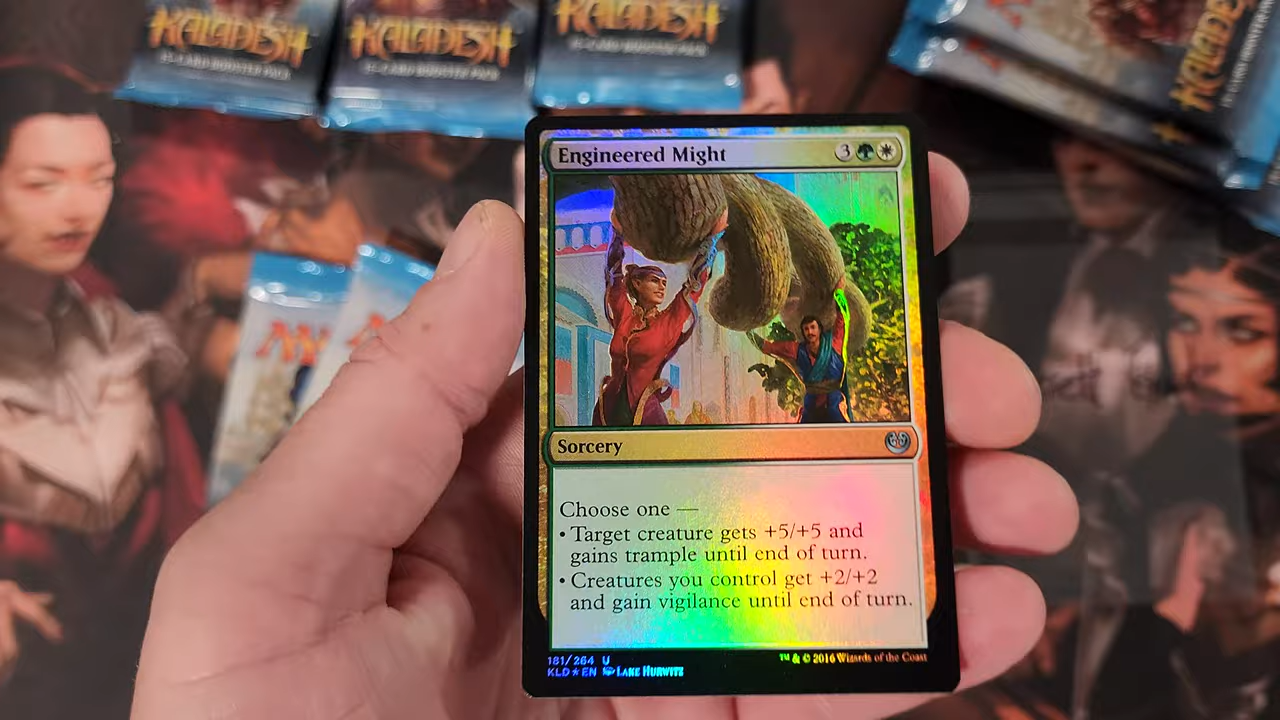 KALADESH
15-CARD BOOSTER PACK
KALADESH
15-CARD BOOSTER PACK
KALADESH
15-CARD BOOSTER PACK
KALADESH
Engineered Might
3
Sorcery
Choose one —
• Target creature gets +5/+5 and
gains trample until end of turn.
• Creatures you control get +2/+2
and gain vigilance until end of turn.
181/264 U
KLD★EN Lake Hurwitz
™ & © 2016 Wizards of the Coast